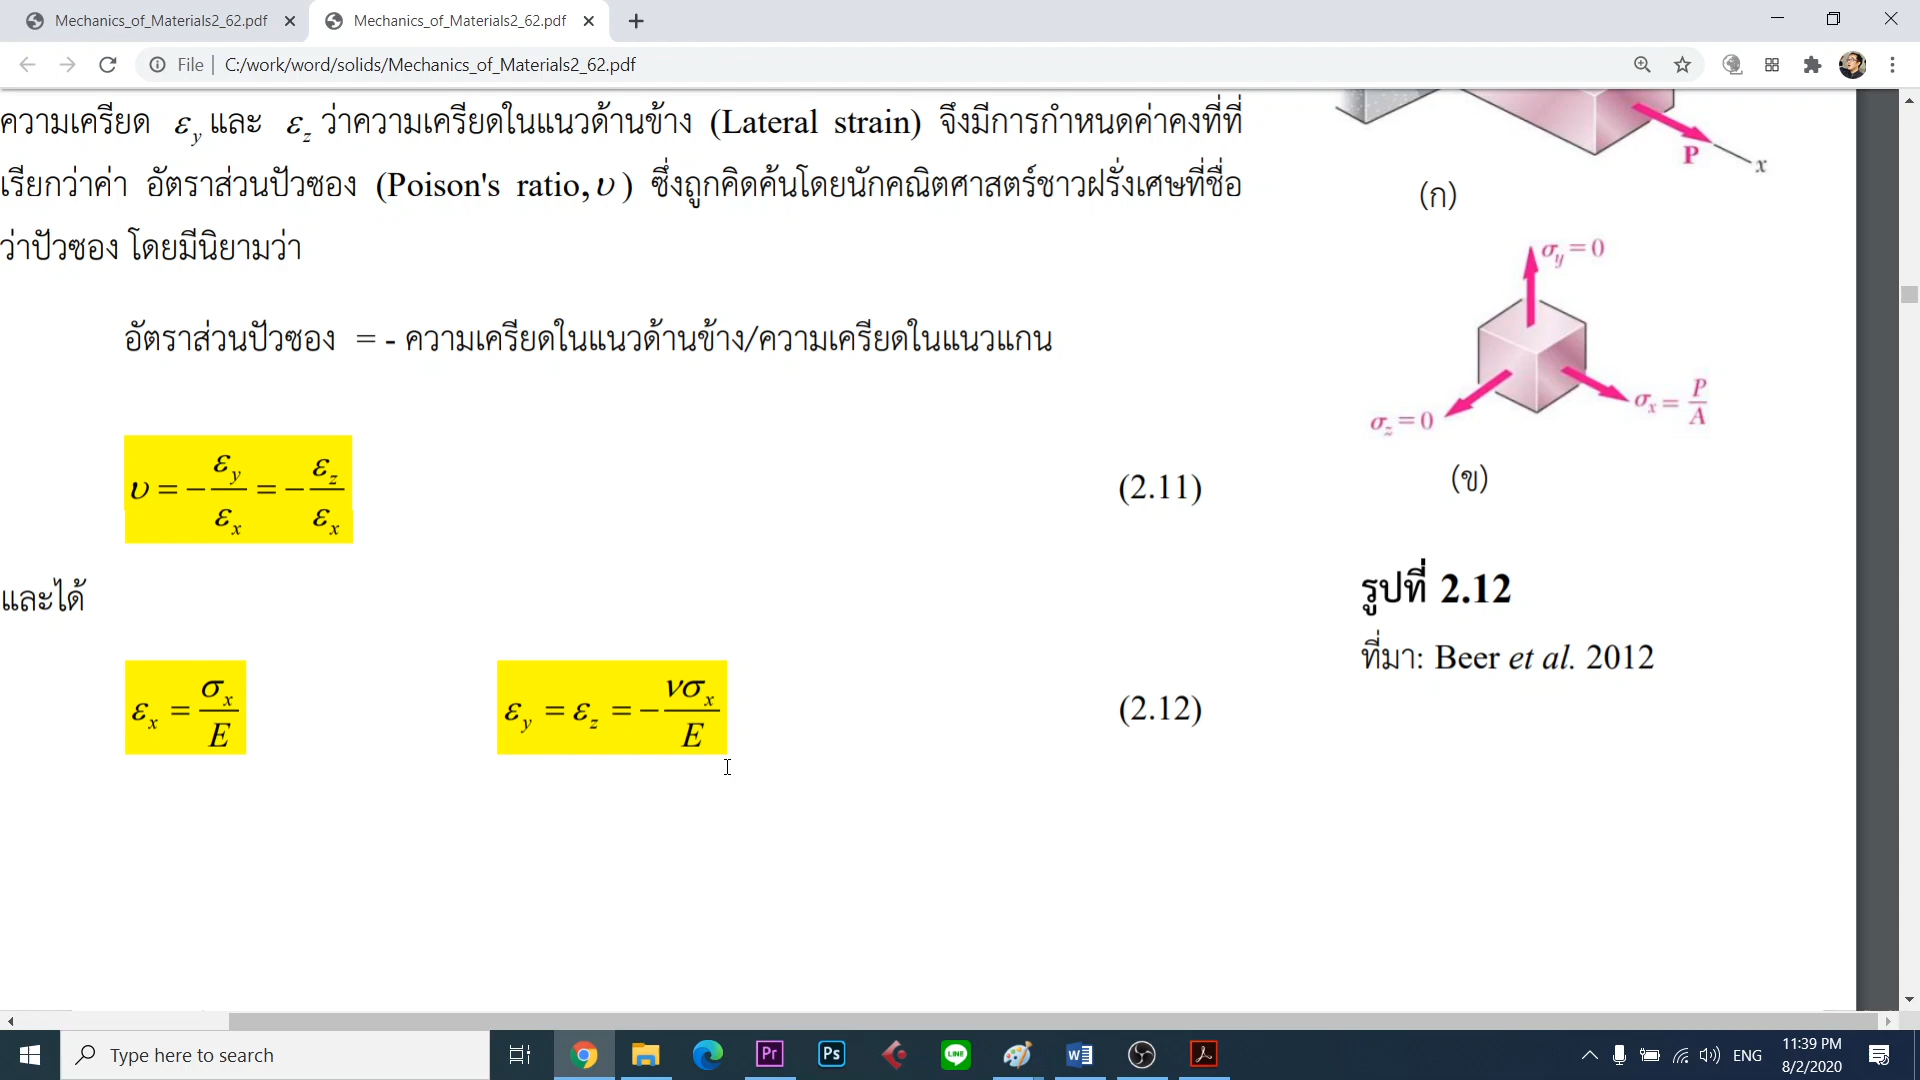 Mechanics_of_Materials2_62.pdf
Mechanics_of_Materials2_62.pdf
File
C:/work/word/solids/Mechanics_of_Materials2_62.pdf
ความเครียด ε_y และ ε_z ว่าความเครียดในแนวด้านข้าง (Lateral strain) จึงมีการกำหนดค่าคงที่ที่
เรียกว่าค่า อัตราส่วนปัวซอง (Poison's ratio, υ) ซึ่งถูกคิดค้นโดยนักคณิตศาสตร์ชาวฝรั่งเศษที่ชื่อ
ว่าปัวซอง โดยมีนิยามว่า
อัตราส่วนปัวซอง = - ความเครียดในแนวด้านข้าง/ความเครียดในแนวแกน
υ = -ε_y/ε_x = -ε_z/ε_x (2.11)
และได้
ε_x = σ_x/E ε_y = ε_z = -νσ_x/E (2.12)
P
x
(ก)
σ_y = 0
σ_x = P/A
σ_z = 0
(ข)
รูปที่ 2.12
ที่มา: Beer et al. 2012
Type here to search
Pr
Ps
LINE
W
ENG
11:39 PM
8/2/2020